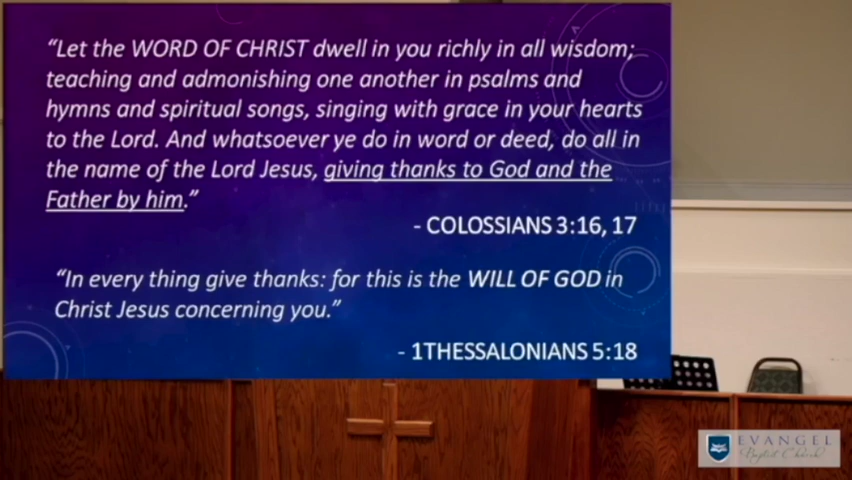 “Let the WORD OF CHRIST dwell in you richly in all wisdom;
teaching and admonishing one another in psalms and
hymns and spiritual songs, singing with grace in your hearts
to the Lord. And whatsoever ye do in word or deed, do all in
the name of the Lord Jesus, giving thanks to God and the
Father by him.”
- COLOSSIANS 3:16, 17
“In every thing give thanks: for this is the WILL OF GOD in
Christ Jesus concerning you.”
- 1THESSALONIANS 5:18
EVANGEL
Baptist Church